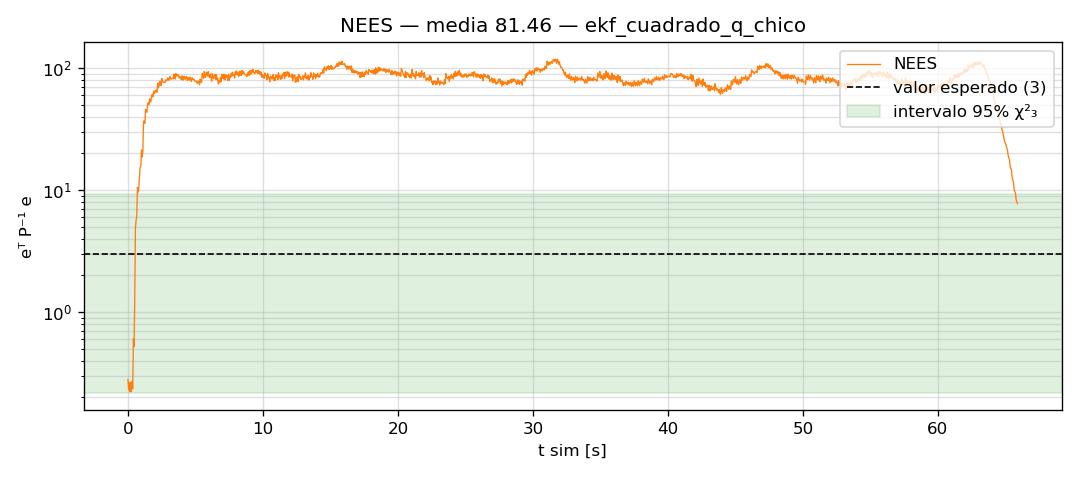 NEES — media 81.46 — ekf_cuadrado_q_chico
eᵀ P⁻¹ e
10²
10¹
10⁰
NEES
valor esperado (3)
intervalo 95% χ²₃
0 10 20 30 40 50 60
t sim [s]